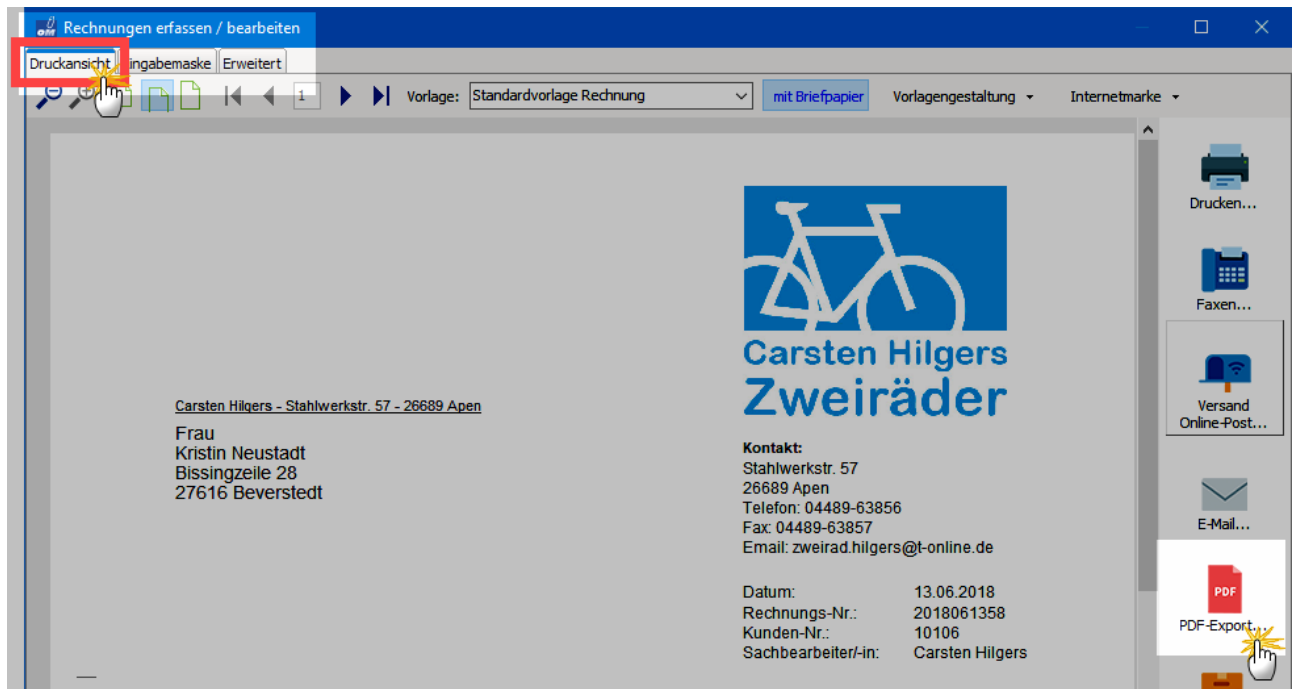 Rechnungen erfassen / bearbeiten
Druckansicht ingabemaske Erweitert
1 Vorlage: Standardvorlage Rechnung mit Briefpapier Vorlagengestaltung Internetmarke
Drucken...
Faxen...
Versand
Online-Post...
E-Mail...
PDF
PDF-Export...
Carsten Hilgers
Zweiräder
Carsten Hilgers - Stahlwerkstr. 57 - 26689 Apen
Frau
Kristin Neustadt
Bissingzeile 28
27616 Beverstedt
Kontakt:
Stahlwerkstr. 57
26689 Apen
Telefon: 04489-63856
Fax: 04489-63857
Email: zweirad.hilgers@t-online.de
Datum: 13.06.2018
Rechnungs-Nr.: 2018061358
Kunden-Nr.: 10106
Sachbearbeiter/-in: Carsten Hilgers